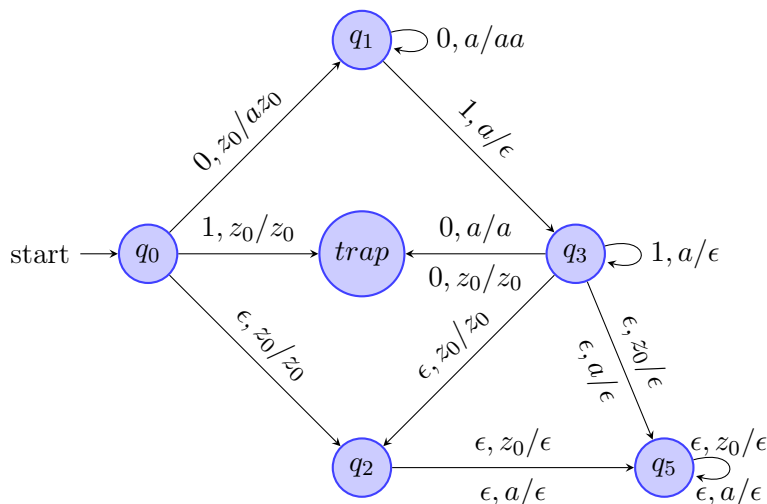 q₁
0, a/aa
0, z₀/az₀
1, a/ϵ
start
q₀
1, z₀/z₀
trap
0, a/a
0, z₀/z₀
q₃
1, a/ϵ
ϵ, z₀/z₀
ϵ, z₀/z₀
ϵ, z₀/ϵ
ϵ, a/ϵ
q₂
ϵ, z₀/ϵ
ϵ, a/ϵ
q₅
ϵ, z₀/ϵ
ϵ, a/ϵ